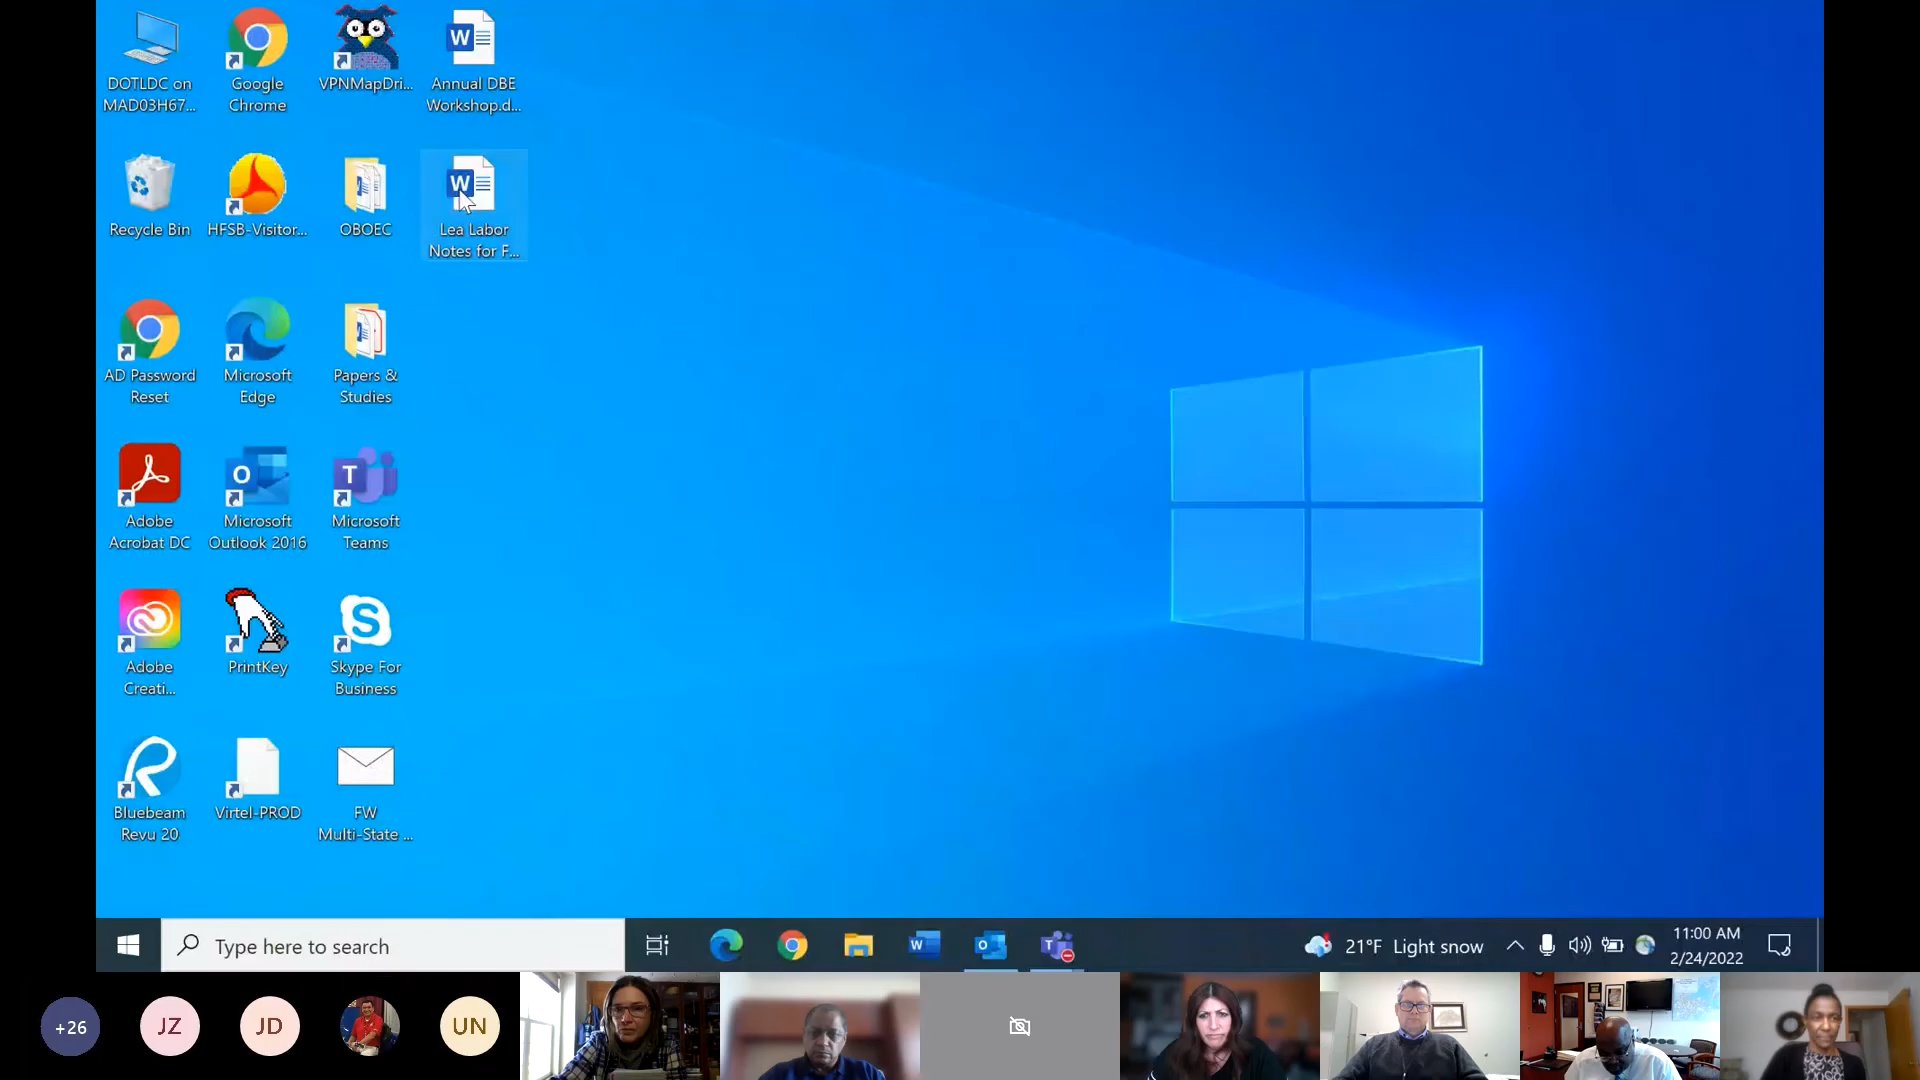 DOTLDC on
MAD03H67...
Google
Chrome
VPNMapDri...
Annual DBE
Workshop.d...
Recycle Bin
HFSB-Visitor...
OBOEC
Lea Labor
Notes for F...
AD Password
Reset
Microsoft
Edge
Papers &
Studies
Adobe
Acrobat DC
Microsoft
Outlook 2016
Microsoft
Teams
Adobe
Creati...
PrintKey
Skype For
Business
Bluebeam
Revu 20
Virtel-PROD
FW
Multi-State ...
Type here to search
21°F Light snow
11:00 AM
2/24/2022
+26
JZ
JD
UN